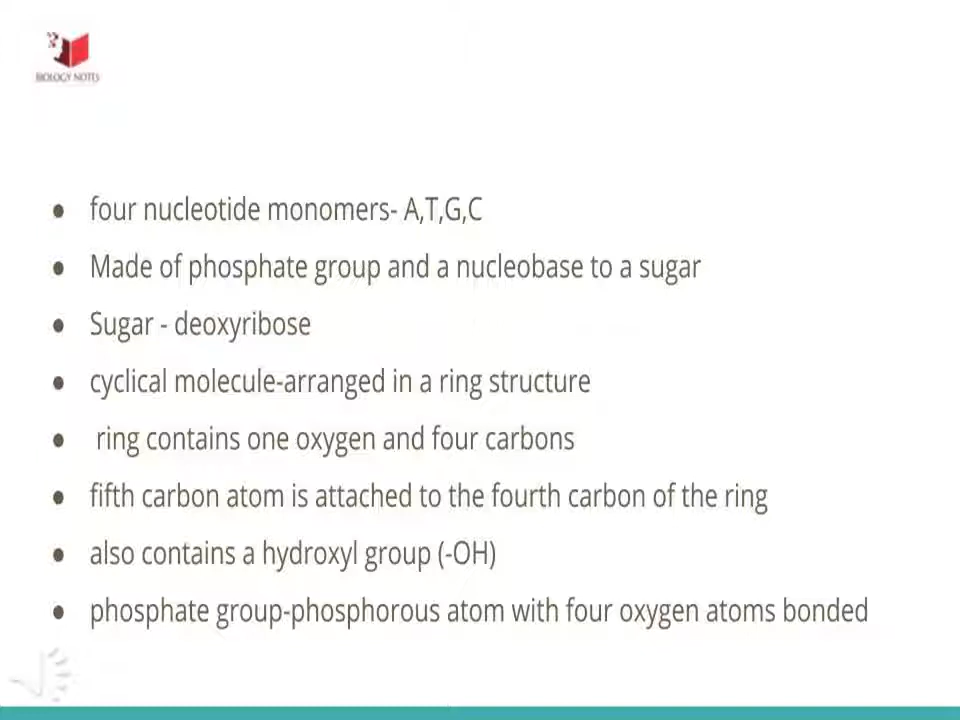 BIOLOGY NOTES
four nucleotide monomers- A,T,G,C
Made of phosphate group and a nucleobase to a sugar
Sugar - deoxyribose
cyclical molecule-arranged in a ring structure
ring contains one oxygen and four carbons
fifth carbon atom is attached to the fourth carbon of the ring
also contains a hydroxyl group (-OH)
phosphate group-phosphorous atom with four oxygen atoms bonded